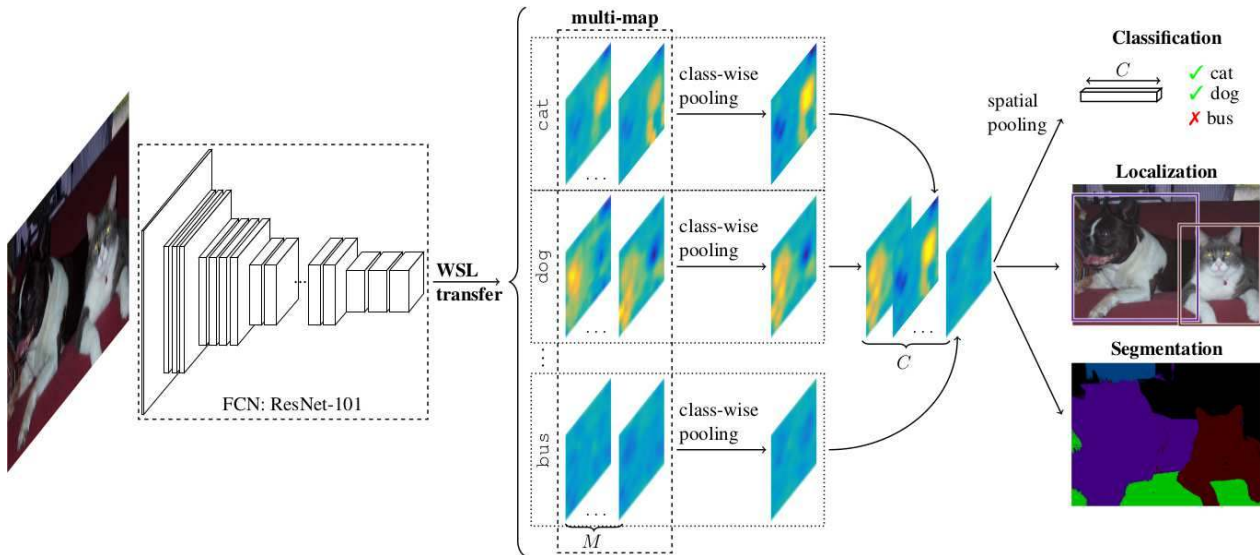 multi-map
Classification
cat
class-wise
pooling
...
C
✓ cat
✓ dog
✗ bus
spatial
pooling
Localization
dog
class-wise
pooling
...
WSL
transfer
...
...
C
Segmentation
FCN: ResNet-101
...
bus
class-wise
pooling
...
M